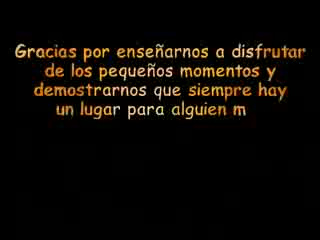 Gracias por enseñarnos a disfrutar
de los pequeños momentos y
demostrarnos que siempre hay
un lugar para alguien m